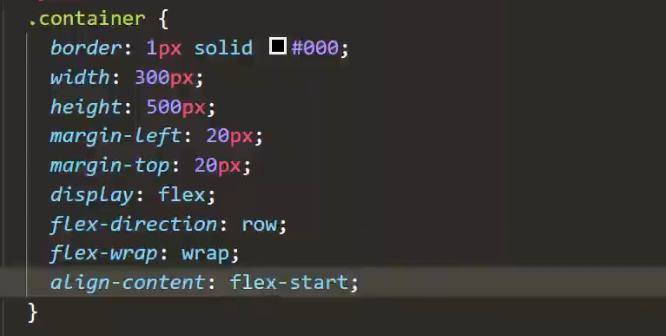 .container {
border: 1px solid #000;
width: 300px;
height: 500px;
margin-left: 20px;
margin-top: 20px;
display: flex;
flex-direction: row;
flex-wrap: wrap;
align-content: flex-start;
}